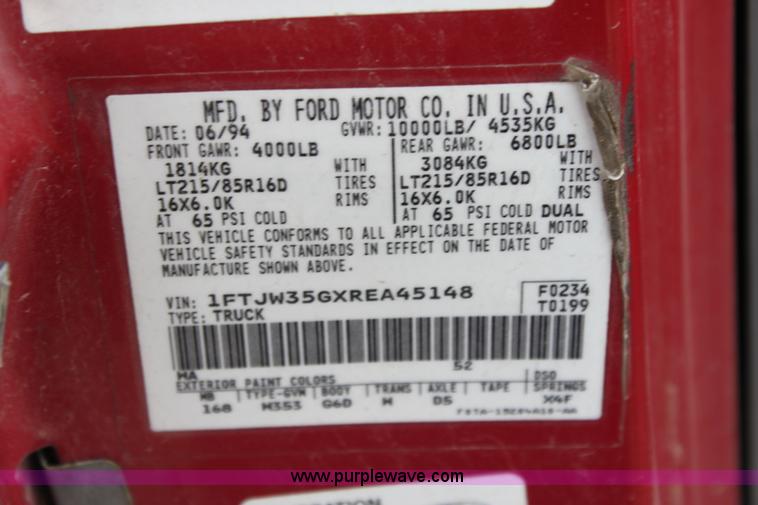 MFD. BY FORD MOTOR CO. IN U.S.A.
DATE: 06/94 GVWR: 10000LB/ 4535KG
FRONT GAWR: 4000LB REAR GAWR: 6800LB
1814KG WITH 3084KG WITH
LT215/85R16D TIRES LT215/85R16D TIRES
16X6.0K RIMS 16X6.0K RIMS
AT 65 PSI COLD AT 65 PSI COLD DUAL
THIS VEHICLE CONFORMS TO ALL APPLICABLE FEDERAL MOTOR
VEHICLE SAFETY STANDARDS IN EFFECT ON THE DATE OF
MANUFACTURE SHOWN ABOVE.
VIN: 1FTJW35GXREA45148 F0234
TYPE: TRUCK T0199
52
EXTERIOR PAINT COLORS DSO
WB TYPE-GVW BODY TRANS AXLE TAPE SPRINGS
168 M353 G6D M D5 X4F
www.purplewave.com